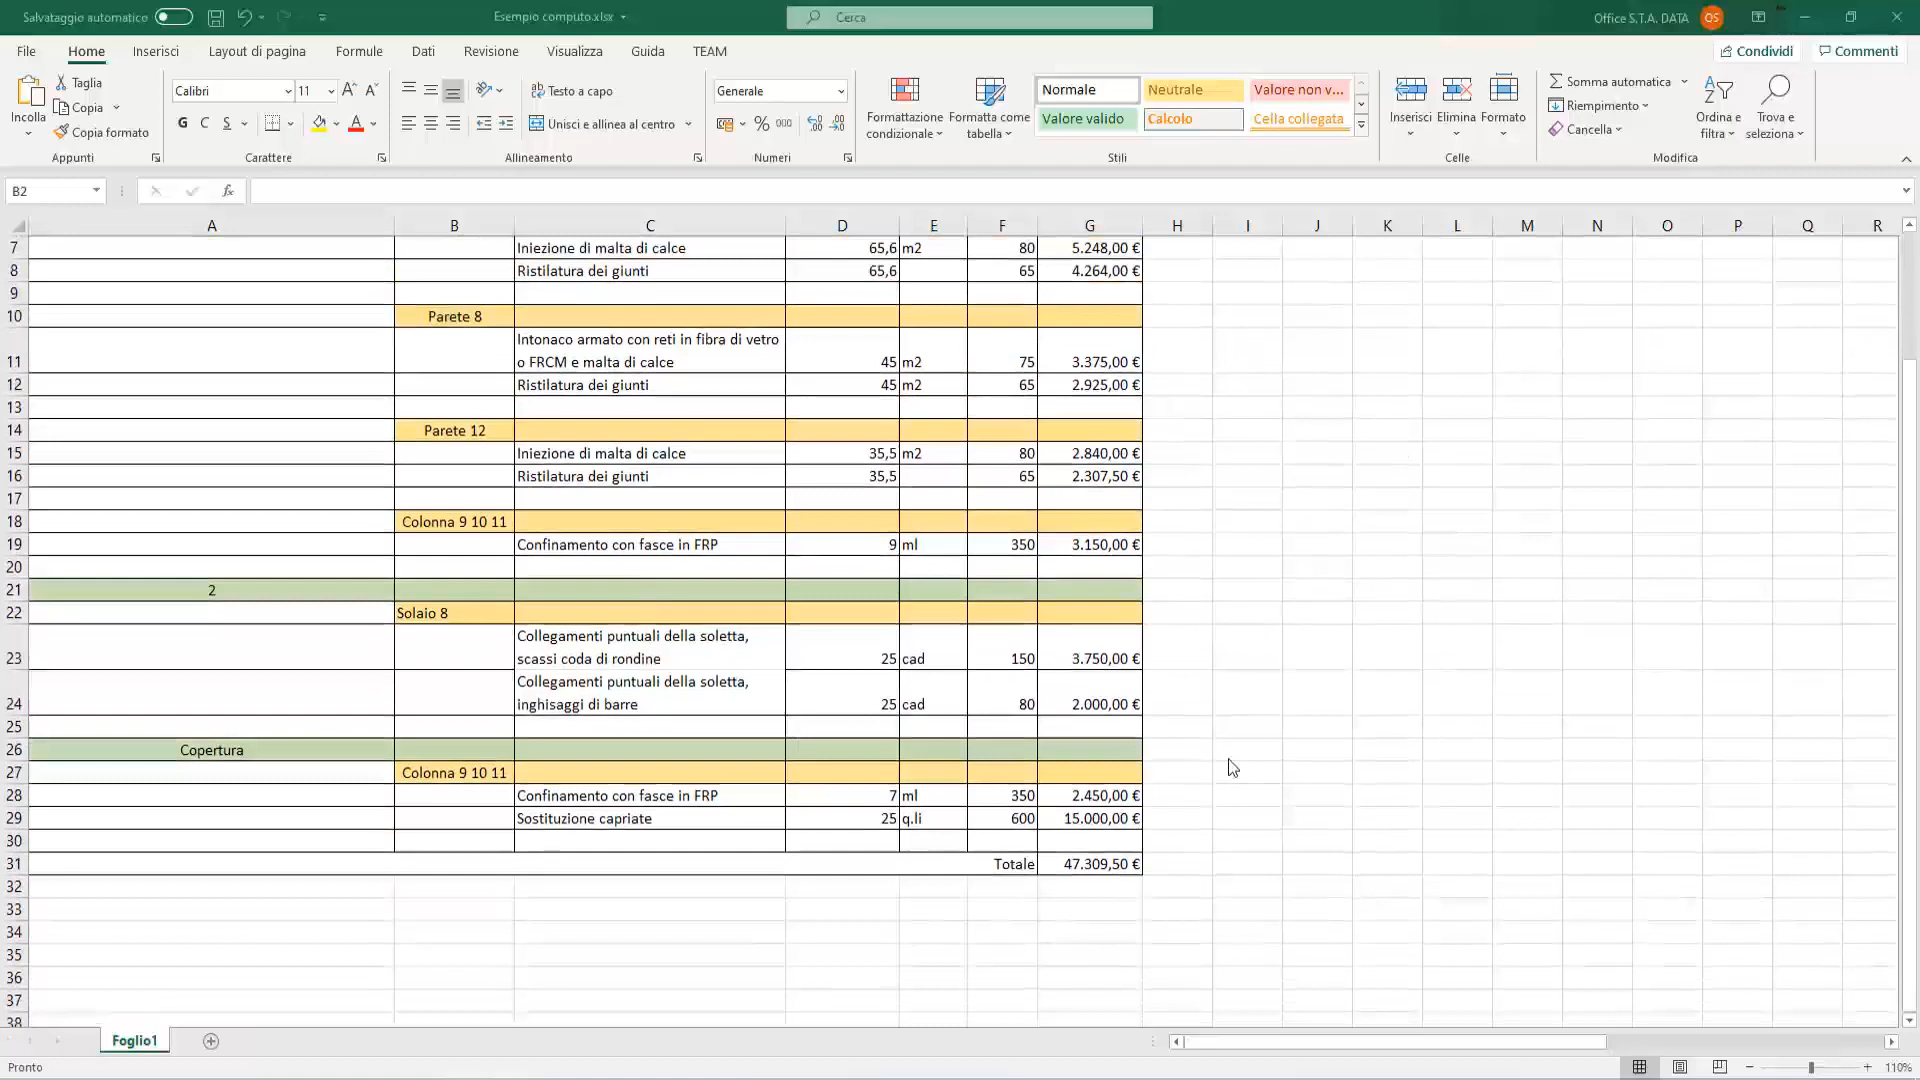 Salvataggio automatico
Esempio computo.xlsx
Cerca
Office S.T.A. DATA
OS
File Home Inserisci Layout di pagina Formule Dati Revisione Visualizza Guida TEAM
Condividi Commenti
Incolla
Taglia
Copia
Copia formato
Appunti
Calibri 11
G C S
Carattere
Testo a capo
Unisci e allinea al centro
Allineamento
Generale
% 000
Numeri
Formattazione condizionale
Formatta come tabella
Normale Neutrale Valore non v...
Valore valido Calcolo Cella collegata
Stili
Inserisci Elimina Formato
Celle
Somma automatica
Riempimento
Cancella
Ordina e filtra
Trova e seleziona
Modifica
B2
fx
A B C D E F G H I J K L M N O P Q R
7 Iniezione di malta di calce 65,6 m2 80 5.248,00 €
8 Ristilatura dei giunti 65,6 65 4.264,00 €
9
10 Parete 8
Intonaco armato con reti in fibra di vetro
11 o FRCM e malta di calce 45 m2 75 3.375,00 €
12 Ristilatura dei giunti 45 m2 65 2.925,00 €
13
14 Parete 12
15 Iniezione di malta di calce 35,5 m2 80 2.840,00 €
16 Ristilatura dei giunti 35,5 65 2.307,50 €
17
18 Colonna 9 10 11
19 Confinamento con fasce in FRP 9 ml 350 3.150,00 €
20
21 2
22 Solaio 8
Collegamenti puntuali della soletta,
23 scassi coda di rondine 25 cad 150 3.750,00 €
Collegamenti puntuali della soletta,
24 inghisaggi di barre 25 cad 80 2.000,00 €
25
26 Copertura
27 Colonna 9 10 11
28 Confinamento con fasce in FRP 7 ml 350 2.450,00 €
29 Sostituzione capriate 25 q.li 600 15.000,00 €
30
31 Totale 47.309,50 €
32
33
34
35
36
37
38
Foglio1
Pronto
110%